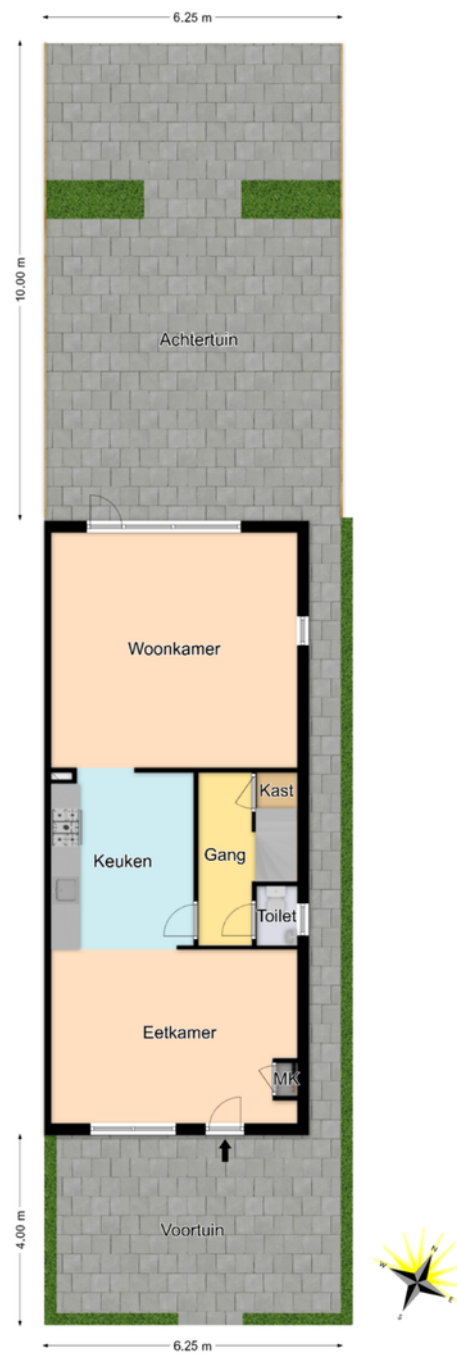 6.25 m
10.00 m
Achtertuin
Woonkamer
Kast
Keuken
Gang
Toilet
Eetkamer
MK
4.00 m
Voortuin
N
W
E
S
6.25 m